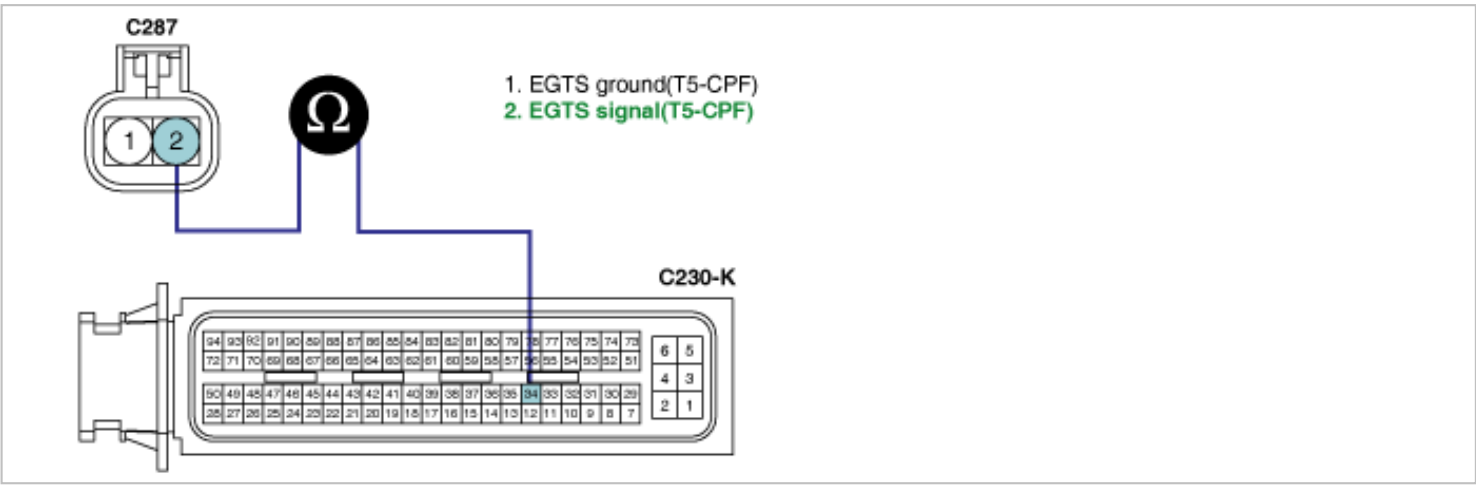 C287
Ω
1. EGTS ground(T5-CPF)
2. EGTS signal(T5-CPF)
1 2
C230-K
94 93 92 91 90 89 88 87 86 85 84 83 82 81 80 79 78 77 76 75 74 73
72 71 70 69 68 67 66 65 64 63 62 61 60 59 58 57 56 55 54 53 52 51
6 5
4 3
50 49 48 47 46 45 44 43 42 41 40 39 38 37 36 35 34 33 32 31 30 29
28 27 26 25 24 23 22 21 20 19 18 17 16 15 14 13 12 11 10 9 8 7
2 1